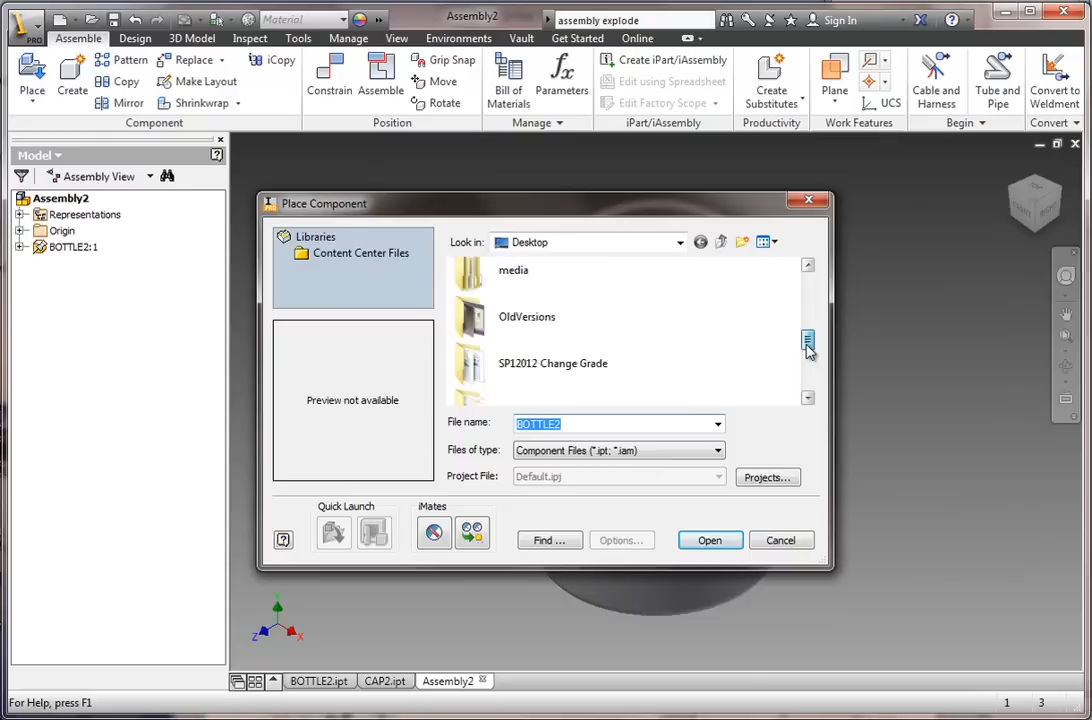 Material
Assembly2
assembly explode
Sign In
PRO
Assemble Design 3D Model Inspect Tools Manage View Environments Vault Get Started Online
Place
Create
Pattern
Copy
Mirror
Replace
Make Layout
Shrinkwrap
iCopy
Constrain
Assemble
Grip Snap
Move
Rotate
Bill of
Materials
Parameters
Create iPart/iAssembly
Edit using Spreadsheet
Edit Factory Scope
Create
Substitutes
Plane
UCS
Cable and
Harness
Tube and
Pipe
Convert to
Weldment
Component Position Manage iPart/iAssembly Productivity Work Features Begin Convert
Model
Assembly View
Assembly2
Representations
Origin
BOTTLE2:1
Place Component
Libraries
Content Center Files
Look in: Desktop
media
OldVersions
SP12012 Change Grade
Preview not available
File name: BOTTLE2
Files of type: Component Files (*.ipt; *.iam)
Project File: Default.ipj Projects...
Quick Launch iMates
Find ... Options... Open Cancel
FRONT RIGHT
Y
Z X
BOTTLE2.ipt CAP2.ipt Assembly2
For Help, press F1 1 3